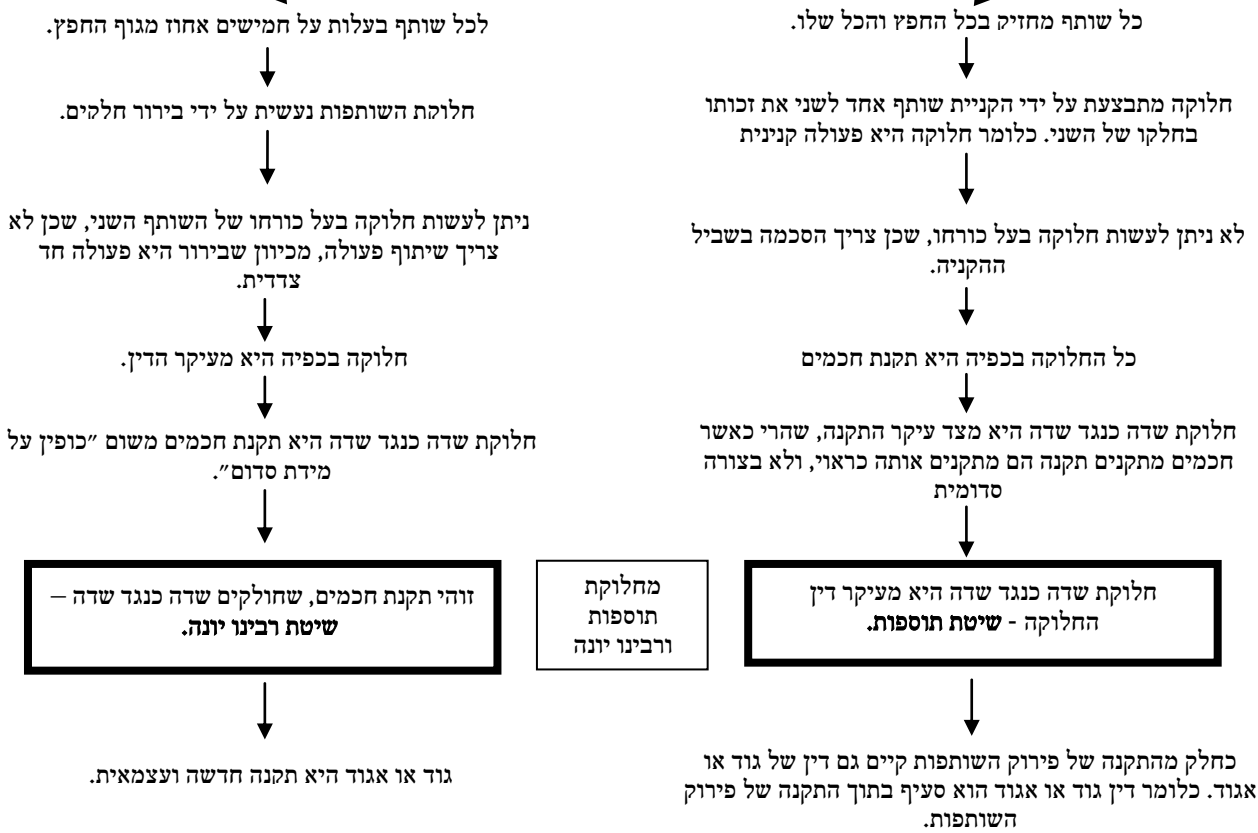 כל שותף מחזיק בכל החפץ והכל שלו.
חלוקה מתבצעת על ידי הקניית שותף אחד לשני את זכותו
בחלקו של השני. כלומר חלוקה היא פעולה קנינית
לא ניתן לעשות חלוקה בעל כורחו, שכן צריך הסכמה בשביל
ההקניה.
כל החלוקה בכפיה היא תקנת חכמים
חלוקת שדה כנגד שדה היא מצד עיקר התקנה, שהרי כאשר
חכמים מתקנים תקנה הם מתקנים אותה כראוי, ולא בצורה
סדומית
חלוקת שדה כנגד שדה היא מעיקר דין
החלוקה - שיטת תוספות.
כחלק מהתקנה של פירוק השותפות קיים גם דין של גוד או
אגוד. כלומר דין גוד או אגוד הוא סעיף בתוך התקנה של פירוק
השותפות.
מחלוקת
תוספות
ורבינו יונה
לכל שותף בעלות על חמישים אחוז מגוף החפץ.
חלוקת השותפות נעשית על ידי בירור חלקים.
ניתן לעשות חלוקה בעל כורחו של השותף השני, שכן לא
צריך שיתוף פעולה, מכיוון שבירור היא פעולה חד
צדדית.
חלוקה בכפיה היא מעיקר הדין.
חלוקת שדה כנגד שדה היא תקנת חכמים משום "כופין על
מידת סדום".
זוהי תקנת חכמים, שחולקים שדה כנגד שדה –
שיטת רבינו יונה.
גוד או אגוד היא תקנה חדשה ועצמאית.